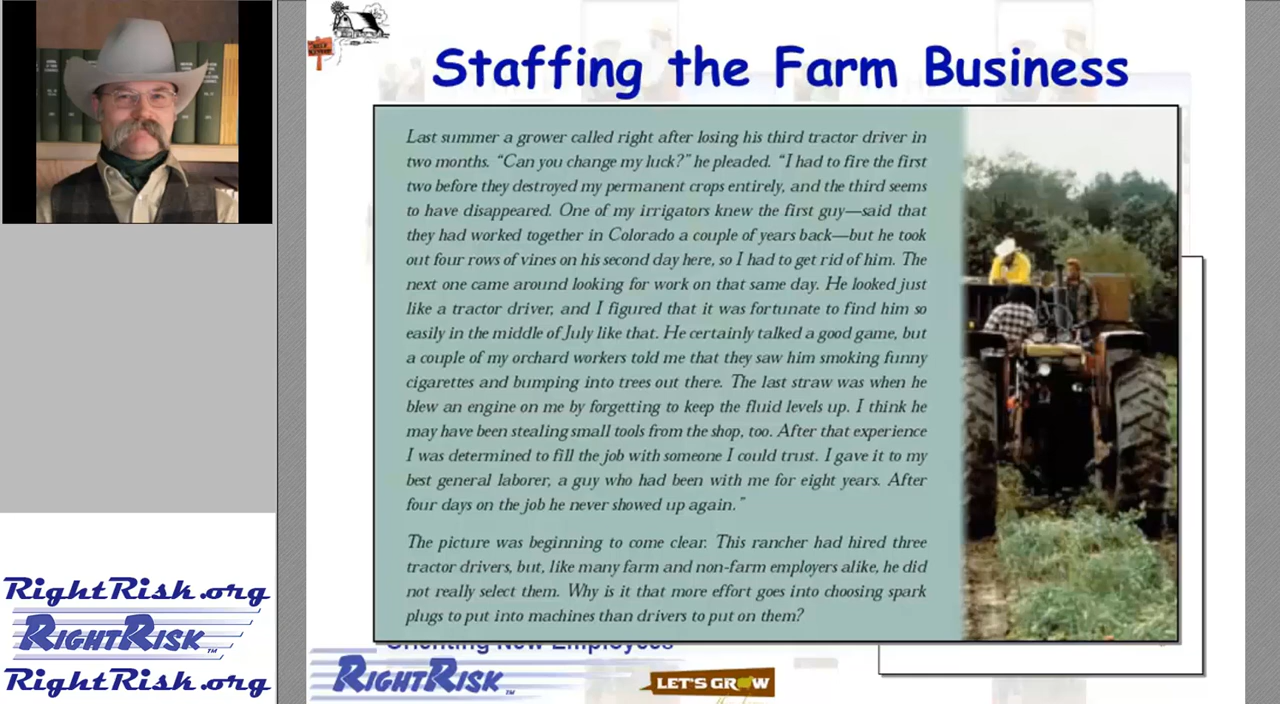 Staffing the Farm Business
Last summer a grower called right after losing his third tractor driver in
two months. “Can you change my luck?” he pleaded. “I had to fire the first
two before they destroyed my permanent crops entirely, and the third seems
to have disappeared. One of my irrigators knew the first guy—said that
they had worked together in Colorado a couple of years back—but he took
out four rows of vines on his second day here, so I had to get rid of him. The
next one came around looking for work on that same day. He looked just
like a tractor driver, and I figured that it was fortunate to find him so
easily in the middle of July like that. He certainly talked a good game, but
a couple of my orchard workers told me that they saw him smoking funny
cigarettes and bumping into trees out there. The last straw was when he
blew an engine on me by forgetting to keep the fluid levels up. I think he
may have been stealing small tools from the shop, too. After that experience
I was determined to fill the job with someone I could trust. I gave it to my
best general laborer, a guy who had been with me for eight years. After
four days on the job he never showed up again.”
The picture was beginning to come clear. This rancher had hired three
tractor drivers, but, like many farm and non-farm employers alike, he did
not really select them. Why is it that more effort goes into choosing spark
plugs to put into machines than drivers to put on them?
Orienting New Employees
RightRisk.org
RIGHTRISK™
RightRisk.org
RIGHTRISK™
LET'S GROW